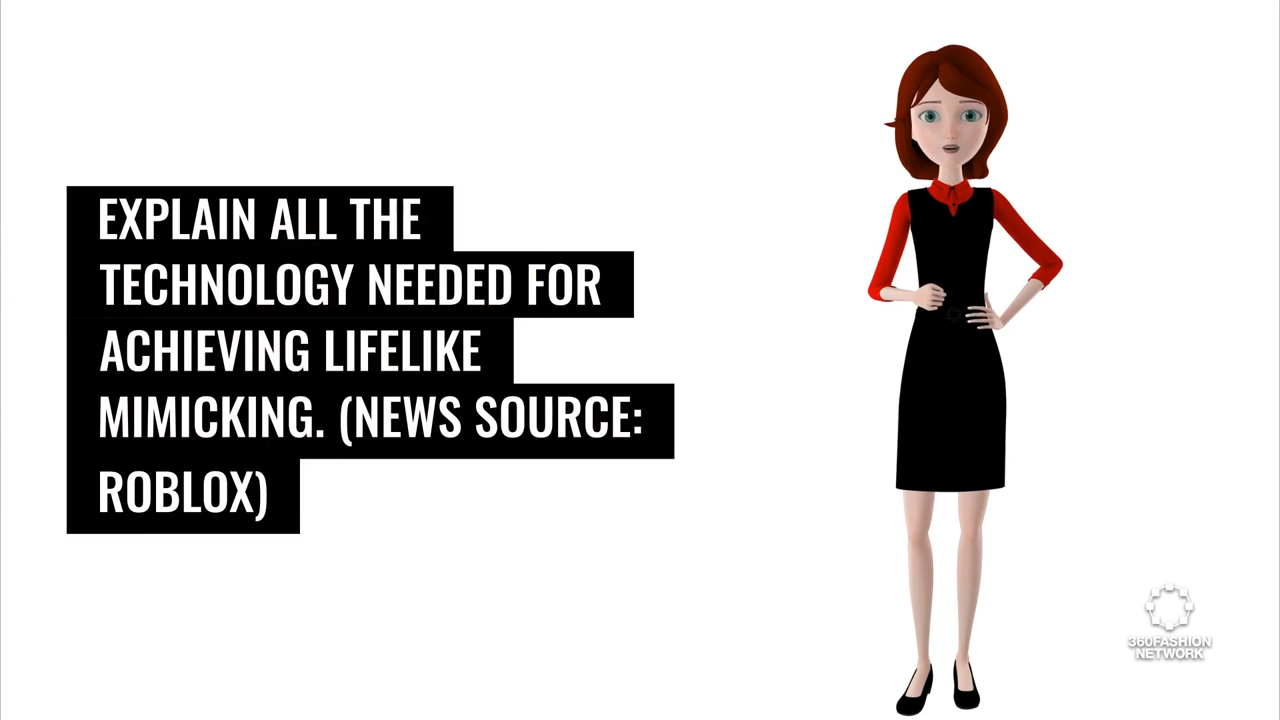 EXPLAIN ALL THE
TECHNOLOGY NEEDED FOR
ACHIEVING LIFELIKE
MIMICKING. (NEWS SOURCE:
ROBLOX)
360FASHION
NETWORK